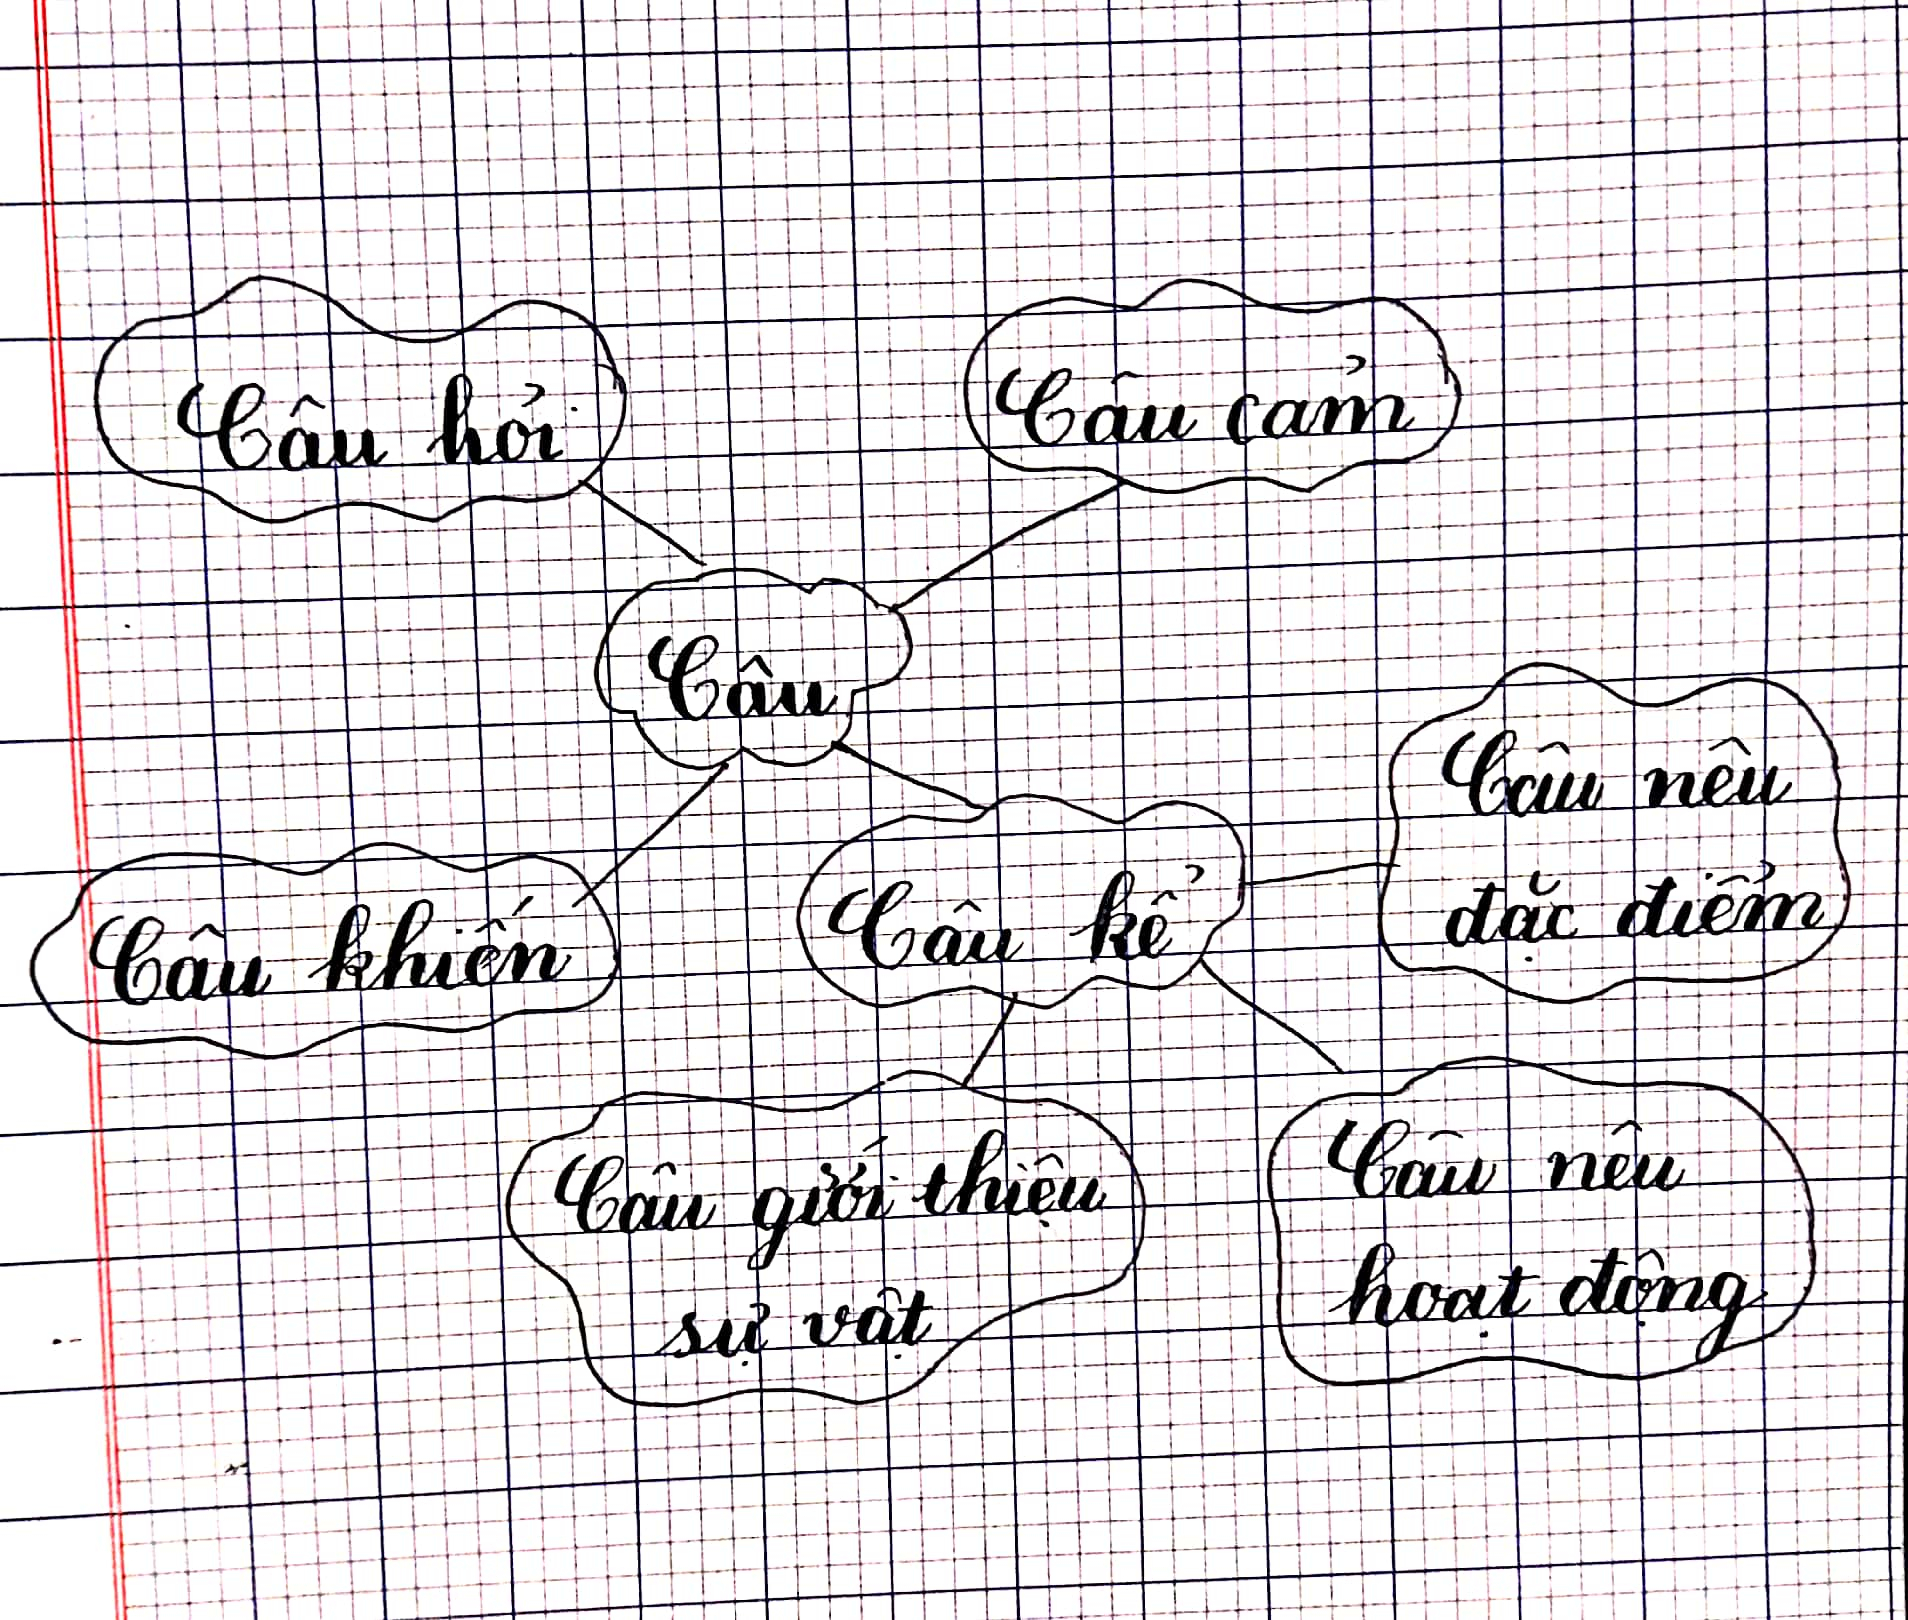 Câu hỏi
Câu cảm
Câu
Câu nêu
đặc điểm
Câu khiến
Câu kể
Câu giới thiệu
sự vật
Câu nêu
hoạt động